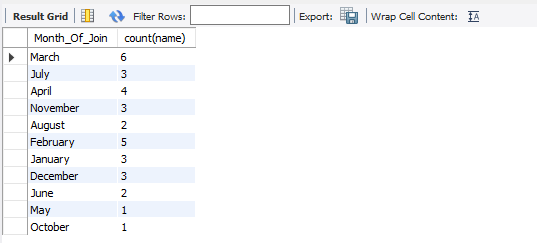 Result Grid Filter Rows: Export: Wrap Cell Content: IA
Month_Of_Join count(name)
March 6
July 3
April 4
November 3
August 2
February 5
January 3
December 3
June 2
May 1
October 1